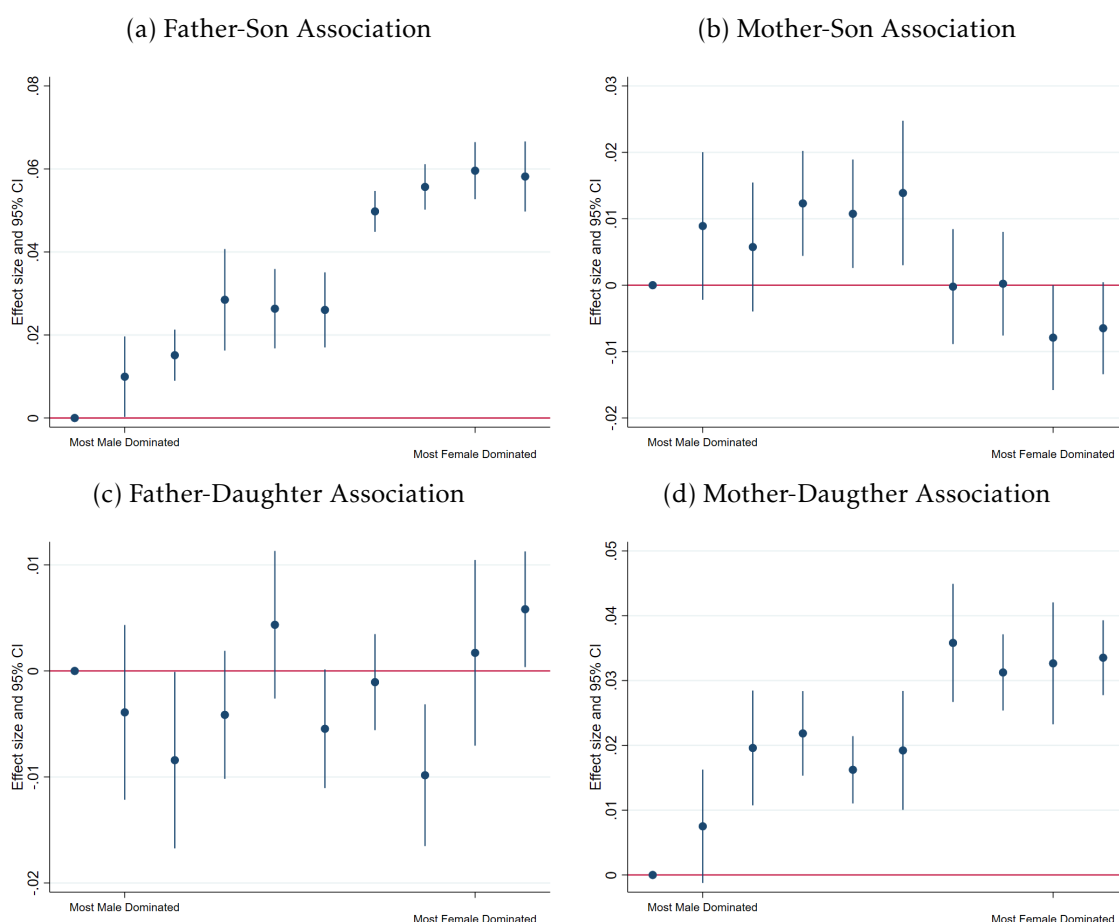 (a) Father-Son Association
Effect size and 95% CI
0
.02
.04
.06
.08
Most Male Dominated
Most Female Dominated
(b) Mother-Son Association
Effect size and 95% CI
-.02
-.01
0
.01
.02
.03
Most Male Dominated
Most Female Dominated
(c) Father-Daughter Association
Effect size and 95% CI
-.02
-.01
0
.01
Most Male Dominated
Most Female Dominated
(d) Mother-Daugther Association
Effect size and 95% CI
0
.01
.02
.03
.04
.05
Most Male Dominated
Most Female Dominated